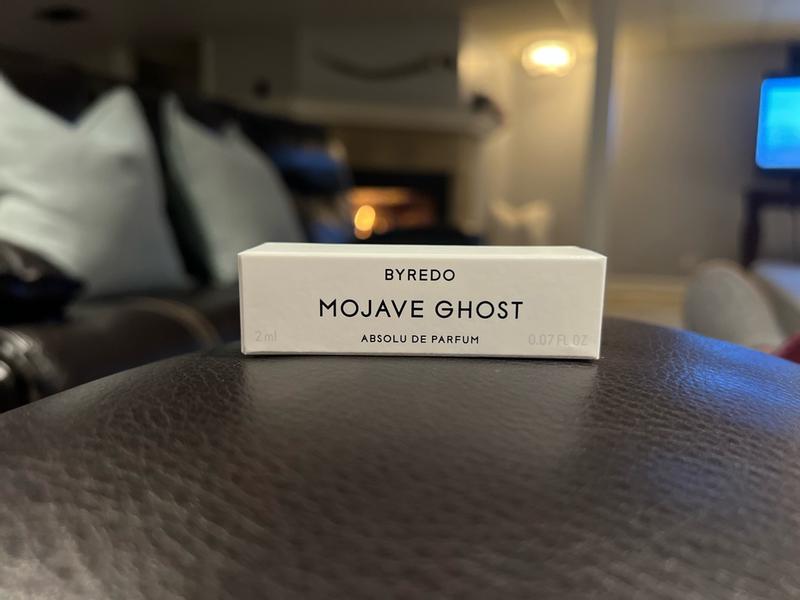 BYREDO
MOJAVE GHOST
2 ml ABSOLU DE PARFUM 0.07 FL OZ